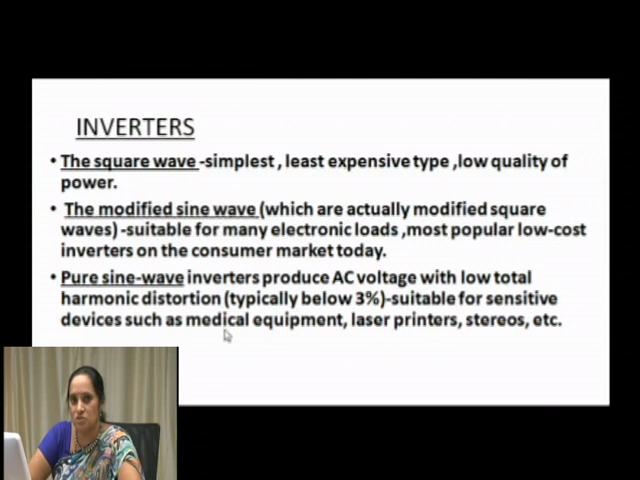 INVERTERS
• The square wave -simplest , least expensive type ,low quality of
power.
• The modified sine wave (which are actually modified square
waves) -suitable for many electronic loads ,most popular low-cost
inverters on the consumer market today.
• Pure sine-wave inverters produce AC voltage with low total
harmonic distortion (typically below 3%)-suitable for sensitive
devices such as medical equipment, laser printers, stereos, etc.